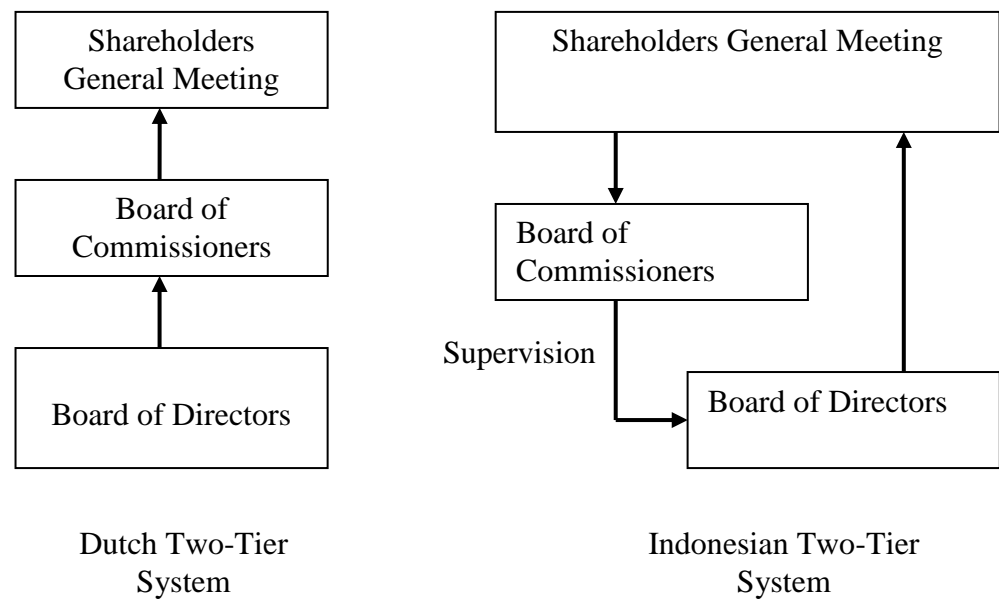 Shareholders
General Meeting
Board of
Commissioners
Board of Directors
Dutch Two-Tier
System
Shareholders General Meeting
Board of
Commissioners
Supervision
Board of Directors
Indonesian Two-Tier
System